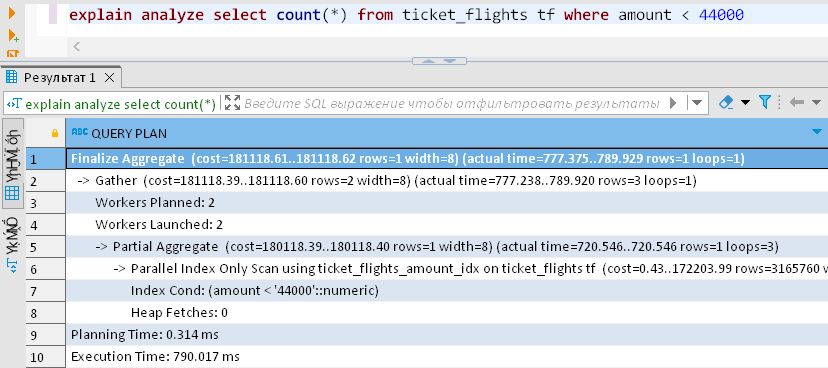 explain analyze select count(*) from ticket_flights tf where amount < 44000
Результат 1
explain analyze select count(*)
Введите SQL выражение чтобы отфильтровать результаты
ABC QUERY PLAN
1 Finalize Aggregate (cost=181118.61..181118.62 rows=1 width=8) (actual time=777.375..789.929 rows=1 loops=1)
2 -> Gather (cost=181118.39..181118.60 rows=2 width=8) (actual time=777.238..789.920 rows=3 loops=1)
3 Workers Planned: 2
4 Workers Launched: 2
5 -> Partial Aggregate (cost=180118.39..180118.40 rows=1 width=8) (actual time=720.546..720.546 rows=1 loops=3)
6 -> Parallel Index Only Scan using ticket_flights_amount_idx on ticket_flights tf (cost=0.43..172203.99 rows=3165760 w
7 Index Cond: (amount < '44000'::numeric)
8 Heap Fetches: 0
9 Planning Time: 0.314 ms
10 Execution Time: 790.017 ms